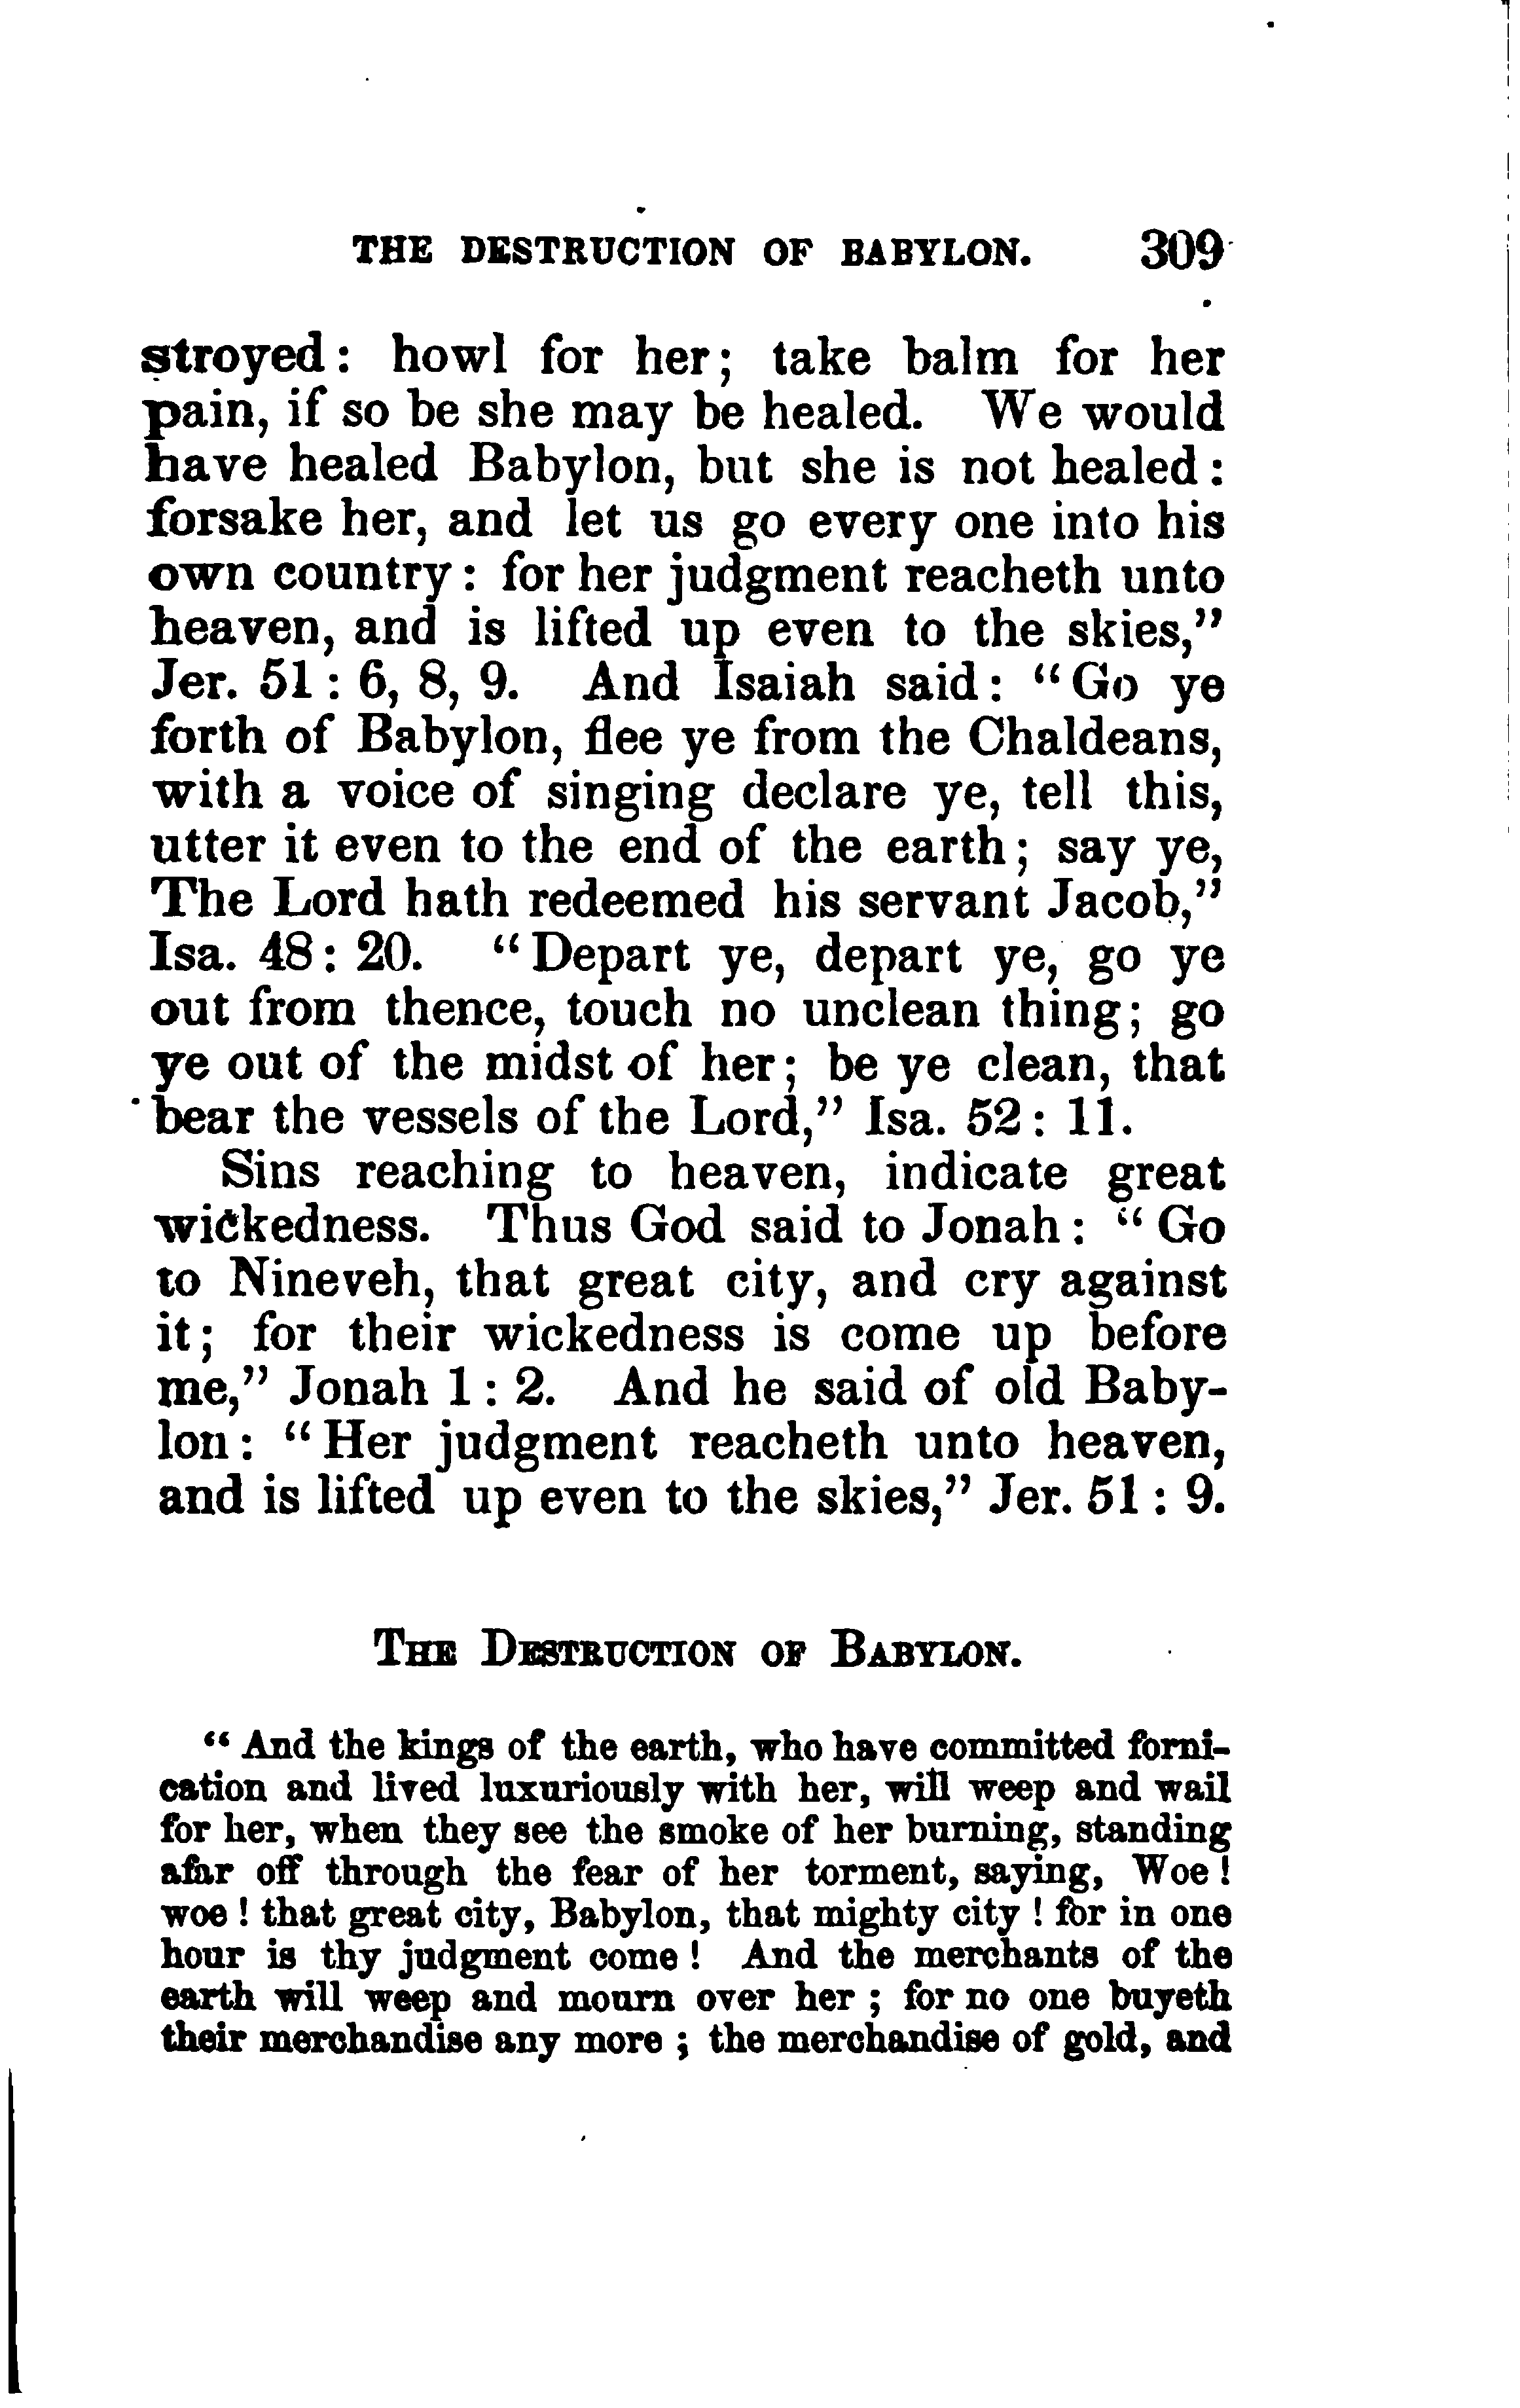 THE DESTRUCTION OF BABYLON. 309
stroyed: howl for her; take balm for her
pain, if so be she may be healed. We would
have healed Babylon, but she is not healed:
forsake her, and let us go every one into his
own country: for her judgment reacheth unto
heaven, and is lifted up even to the skies,”
Jer. 51: 6, 8, 9. And Isaiah said: “Go ye
forth of Babylon, flee ye from the Chaldeans,
with a voice of singing declare ye, tell this,
utter it even to the end of the earth; say ye,
The Lord hath redeemed his servant Jacob,”
Isa. 48: 20. “Depart ye, depart ye, go ye
out from thence, touch no unclean thing; go
ye out of the midst of her; be ye clean, that
bear the vessels of the Lord,” Isa. 52: 11.
Sins reaching to heaven, indicate great
wickedness. Thus God said to Jonah: “Go
to Nineveh, that great city, and cry against
it; for their wickedness is come up before
me,” Jonah 1: 2. And he said of old Baby-
lon: “Her judgment reacheth unto heaven,
and is lifted up even to the skies,” Jer. 51: 9.
THE DESTRUCTION OF BABYLON.
“And the kings of the earth, who have committed forni-
cation and lived luxuriously with her, will weep and wail
for her, when they see the smoke of her burning, standing
afar off through the fear of her torment, saying, Woe!
woe! that great city, Babylon, that mighty city! for in one
hour is thy judgment come! And the merchants of the
earth will weep and mourn over her; for no one buyeth
their merchandise any more; the merchandise of gold, and